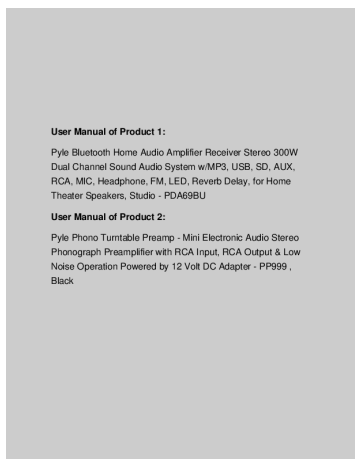 User Manual of Product 1:
Pyle Bluetooth Home Audio Amplifier Receiver Stereo 300W
Dual Channel Sound Audio System w/MP3, USB, SD, AUX,
RCA, MIC, Headphone, FM, LED, Reverb Delay, for Home
Theater Speakers, Studio - PDA69BU
User Manual of Product 2:
Pyle Phono Turntable Preamp - Mini Electronic Audio Stereo
Phonograph Preamplifier with RCA Input, RCA Output & Low
Noise Operation Powered by 12 Volt DC Adapter - PP999 ,
Black